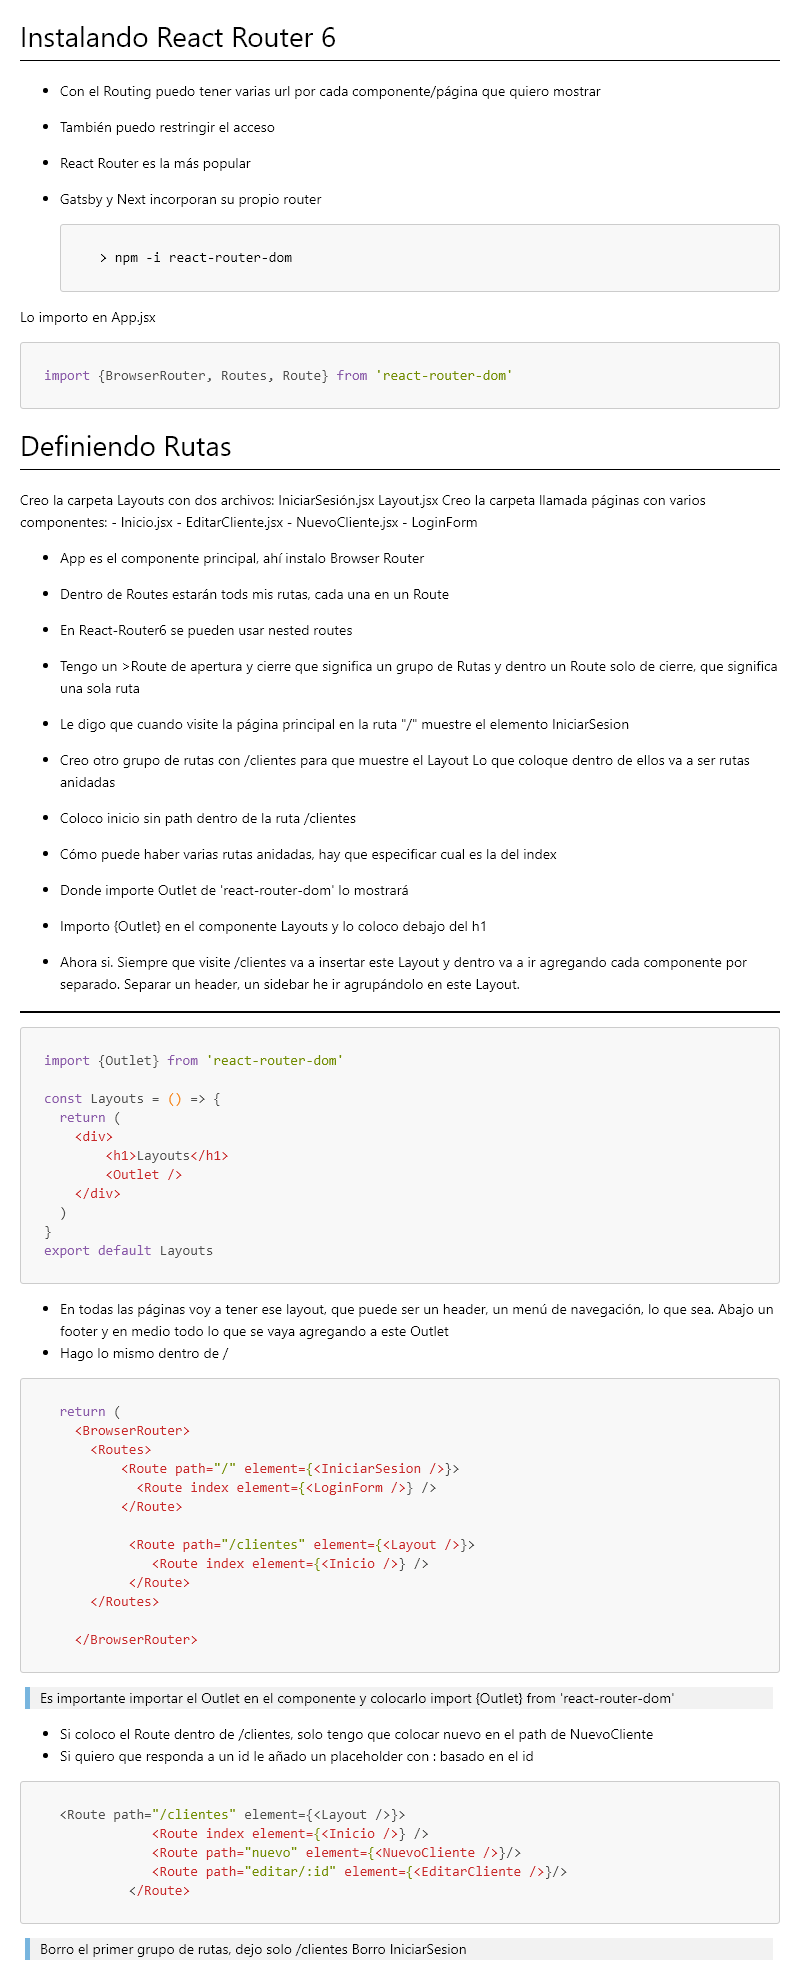 Instalando React Router 6
• Con el Routing puedo tener varias url por cada componente/página que quiero mostrar
• También puedo restringir el acceso
• React Router es la más popular
• Gatsby y Next incorporan su propio router
> npm -i react-router-dom
Lo importo en App.jsx
import {BrowserRouter, Routes, Route} from 'react-router-dom'
Definiendo Rutas
Creo la carpeta Layouts con dos archivos: IniciarSesión.jsx Layout.jsx Creo la carpeta llamada páginas con varios
componentes: - Inicio.jsx - EditarCliente.jsx - NuevoCliente.jsx - LoginForm
• App es el componente principal, ahí instalo Browser Router
• Dentro de Routes estarán tods mis rutas, cada una en un Route
• En React-Router6 se pueden usar nested routes
• Tengo un >Route de apertura y cierre que significa un grupo de Rutas y dentro un Route solo de cierre, que significa
una sola ruta
• Le digo que cuando visite la página principal en la ruta "/" muestre el elemento IniciarSesion
• Creo otro grupo de rutas con /clientes para que muestre el Layout Lo que coloque dentro de ellos va a ser rutas
anidadas
• Coloco inicio sin path dentro de la ruta /clientes
• Cómo puede haber varias rutas anidadas, hay que especificar cual es la del index
• Donde importe Outlet de 'react-router-dom' lo mostrará
• Importo {Outlet} en el componente Layouts y lo coloco debajo del h1
• Ahora si. Siempre que visite /clientes va a insertar este Layout y dentro va a ir agregando cada componente por
separado. Separar un header, un sidebar he ir agrupándolo en este Layout.
import {Outlet} from 'react-router-dom'
const Layouts = () => {
  return (
    <div>
        <h1>Layouts</h1>
        <Outlet />
    </div>
  )
}
export default Layouts
• En todas las páginas voy a tener ese layout, que puede ser un header, un menú de navegación, lo que sea. Abajo un
footer y en medio todo lo que se vaya agregando a este Outlet
• Hago lo mismo dentro de /
  return (
    <BrowserRouter>
      <Routes>
          <Route path="/" element={<IniciarSesion />}>
            <Route index element={<LoginForm />} />
          </Route>
           <Route path="/clientes" element={<Layout />}>
              <Route index element={<Inicio />} />
           </Route>
      </Routes>
    </BrowserRouter>
Es importante importar el Outlet en el componente y colocarlo import {Outlet} from 'react-router-dom'
• Si coloco el Route dentro de /clientes, solo tengo que colocar nuevo en el path de NuevoCliente
• Si quiero que responda a un id le añado un placeholder con : basado en el id
  <Route path="/clientes" element={<Layout />}>
              <Route index element={<Inicio />} />
              <Route path="nuevo" element={<NuevoCliente />}/>
              <Route path="editar/:id" element={<EditarCliente />}/>
           </Route>
Borro el primer grupo de rutas, dejo solo /clientes Borro IniciarSesion